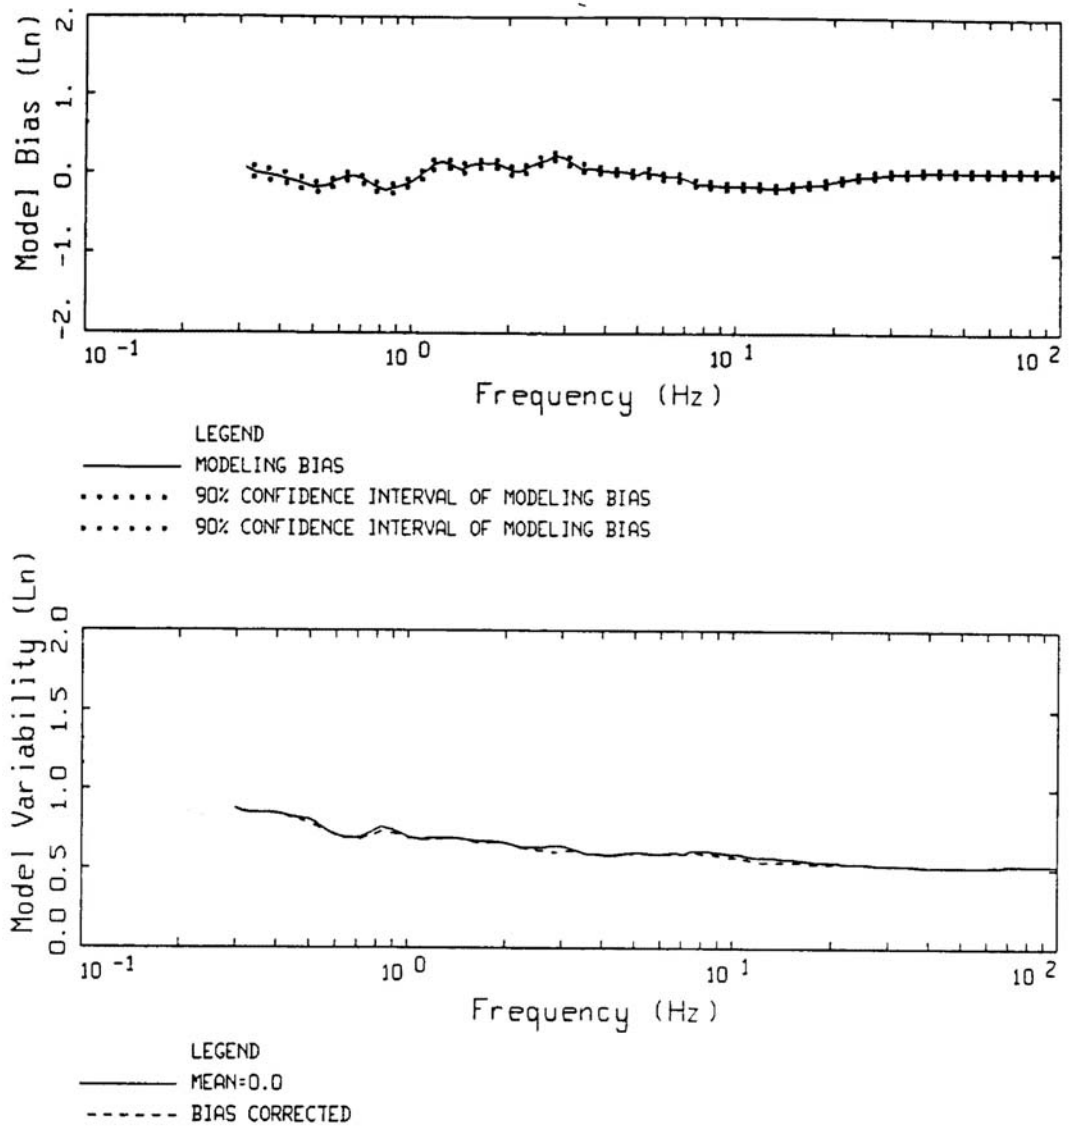 Model Bias (Ln)
2.
1.
0.
-1.
-2.
10 -1
10 0
10 1
10 2
Frequency (Hz)
LEGEND
MODELING BIAS
90% CONFIDENCE INTERVAL OF MODELING BIAS
90% CONFIDENCE INTERVAL OF MODELING BIAS
Model Variability (Ln)
2.0
1.5
1.0
0.5
0.0
10 -1
10 0
10 1
10 2
Frequency (Hz)
LEGEND
MEAN=0.0
BIAS CORRECTED